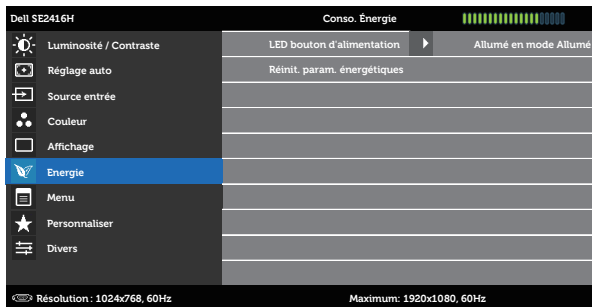 Dell SE2416H Conso. Énergie
Luminosité / Contraste LED bouton d'alimentation Allumé en mode Allumé
Réglage auto Réinit. param. énergétiques
Source entrée
Couleur
Affichage
Energie
Menu
Personnaliser
Divers
Résolution : 1024x768, 60Hz Maximum: 1920x1080, 60Hz